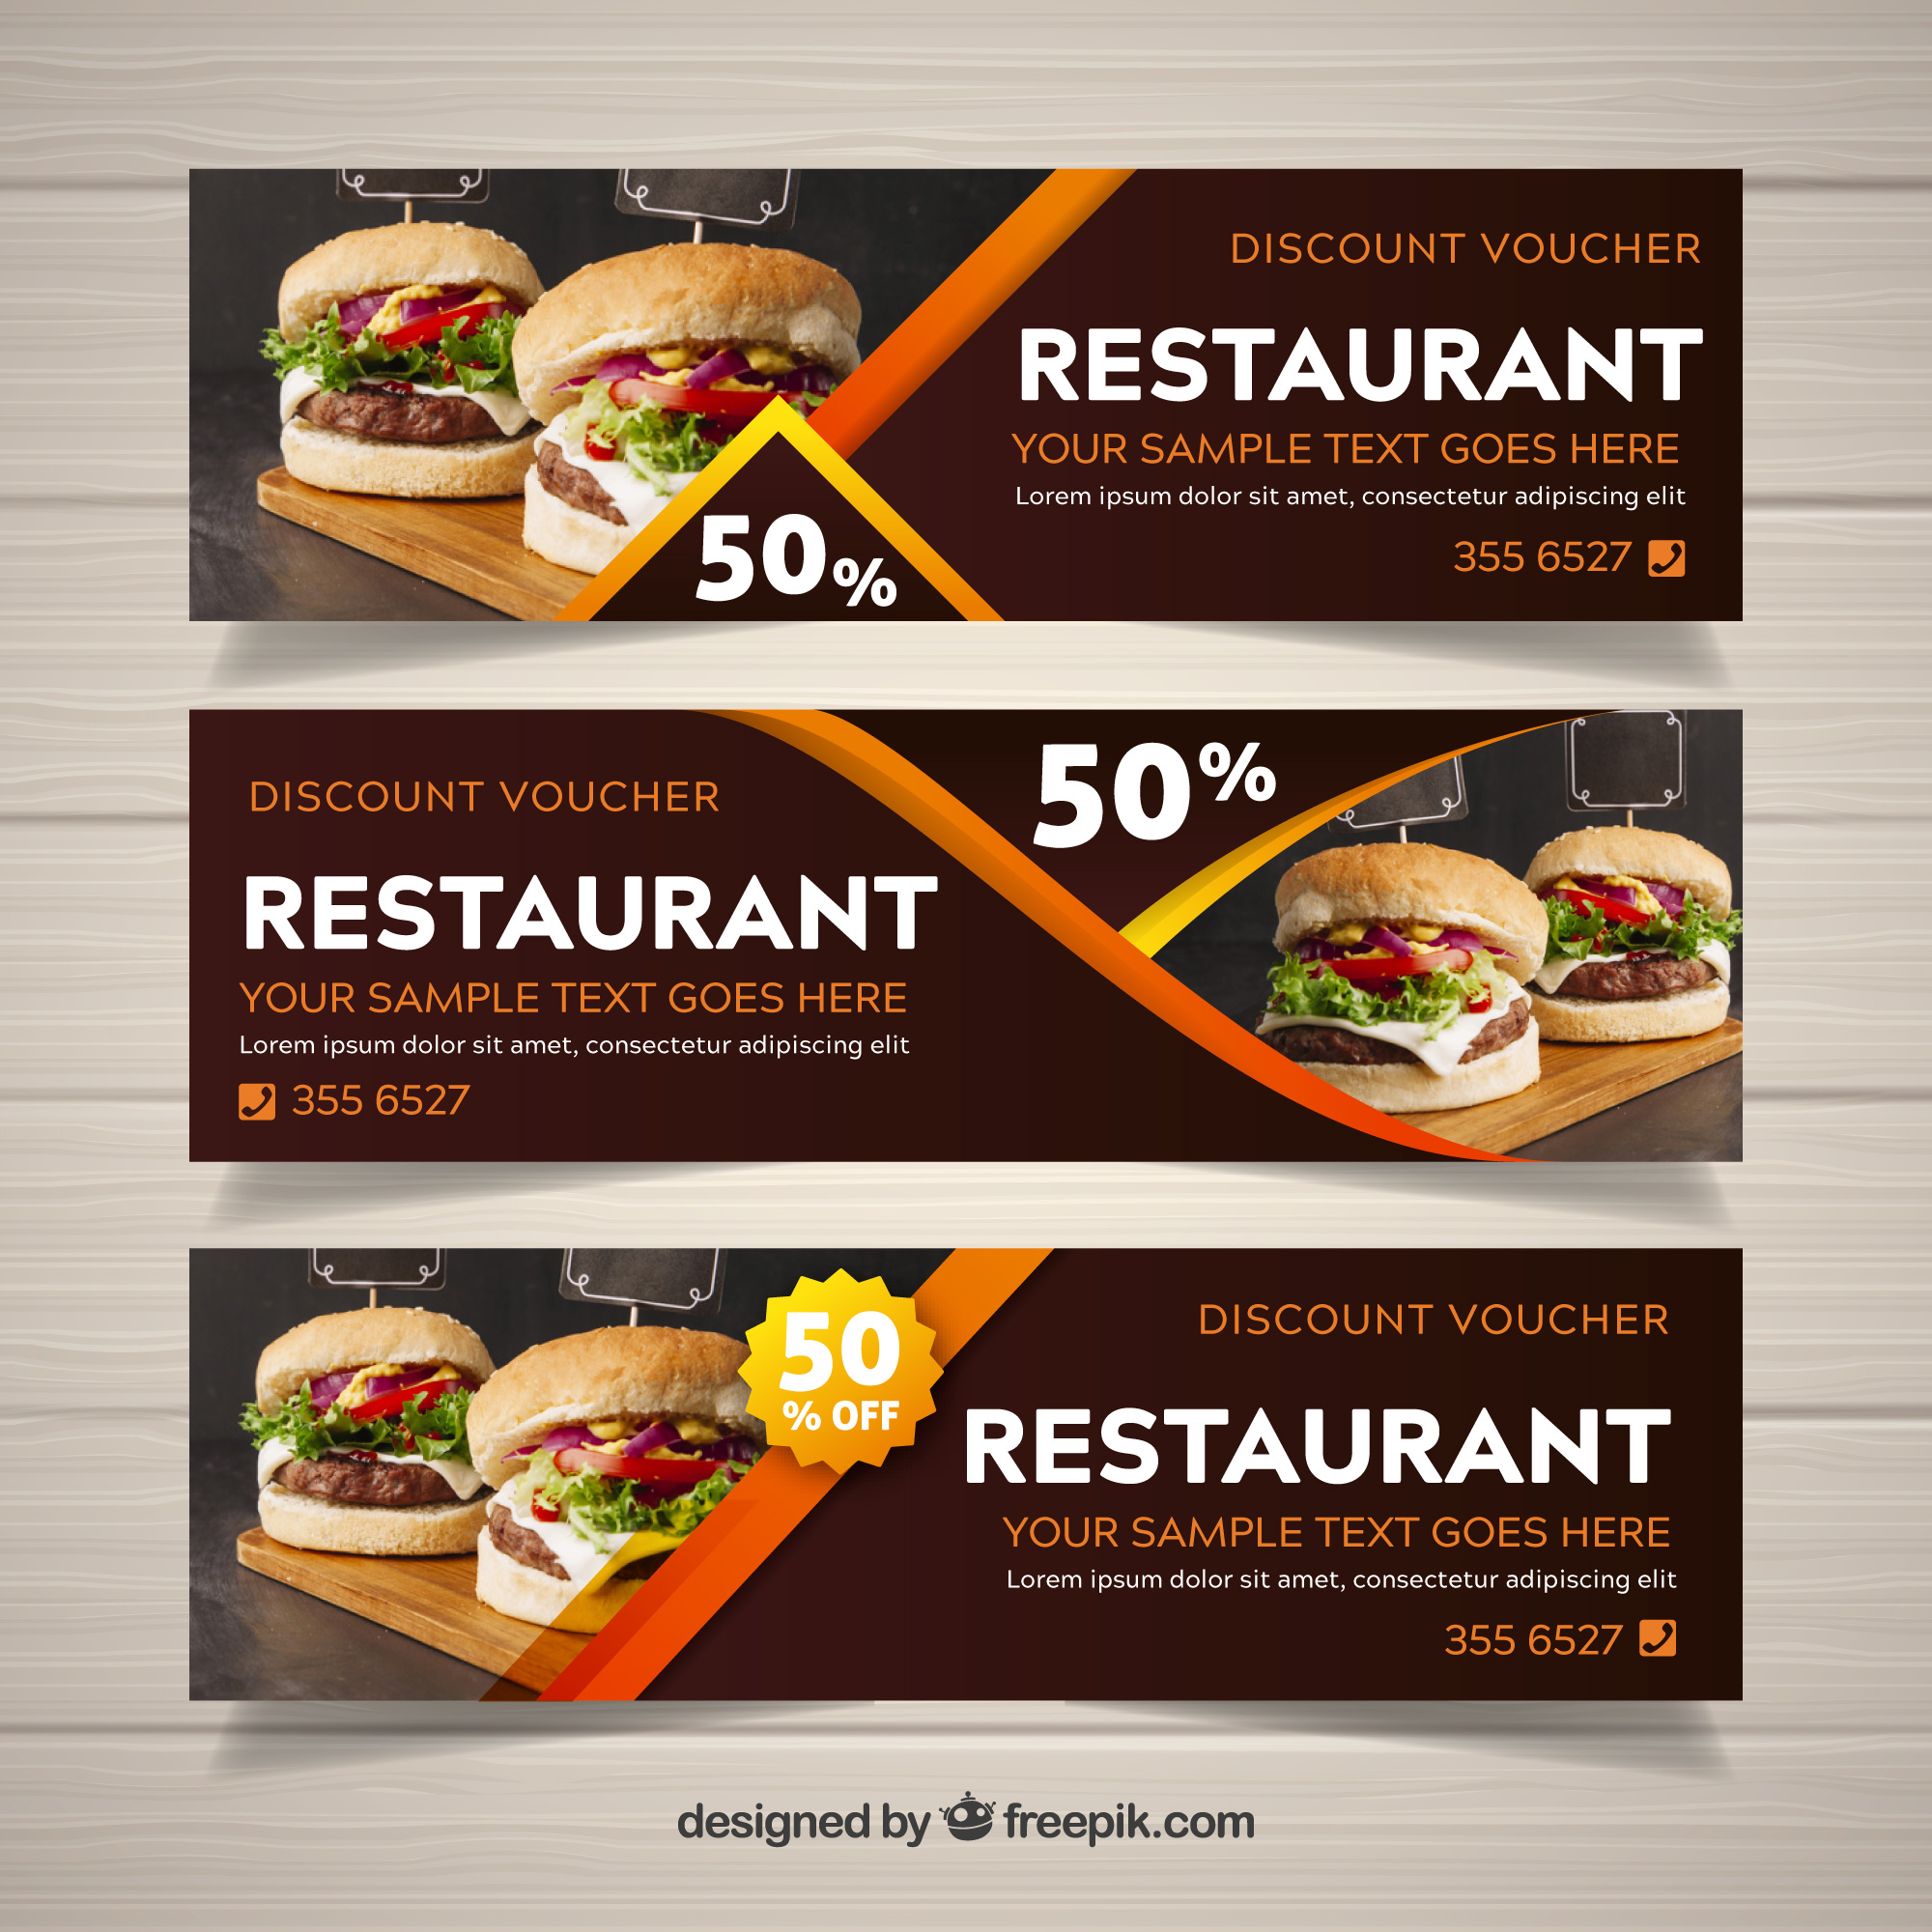 DISCOUNT VOUCHER
RESTAURANT
YOUR SAMPLE TEXT GOES HERE
Lorem ipsum dolor sit amet, consectetur adipiscing elit
355 6527
50%
DISCOUNT VOUCHER
RESTAURANT
YOUR SAMPLE TEXT GOES HERE
Lorem ipsum dolor sit amet, consectetur adipiscing elit
355 6527
50%
50
% OFF
DISCOUNT VOUCHER
RESTAURANT
YOUR SAMPLE TEXT GOES HERE
Lorem ipsum dolor sit amet, consectetur adipiscing elit
355 6527
designed by freepik.com